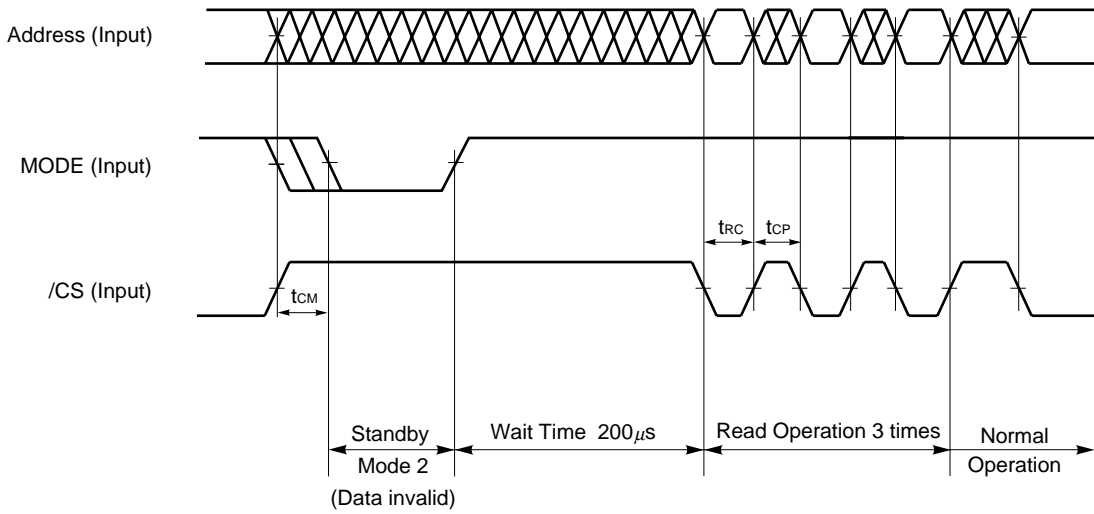 Address (Input)
MODE (Input)
tRC
tCP
/CS (Input)
tCM
Standby
Mode 2
(Data invalid)
Wait Time 200μs
Read Operation 3 times
Normal
Operation